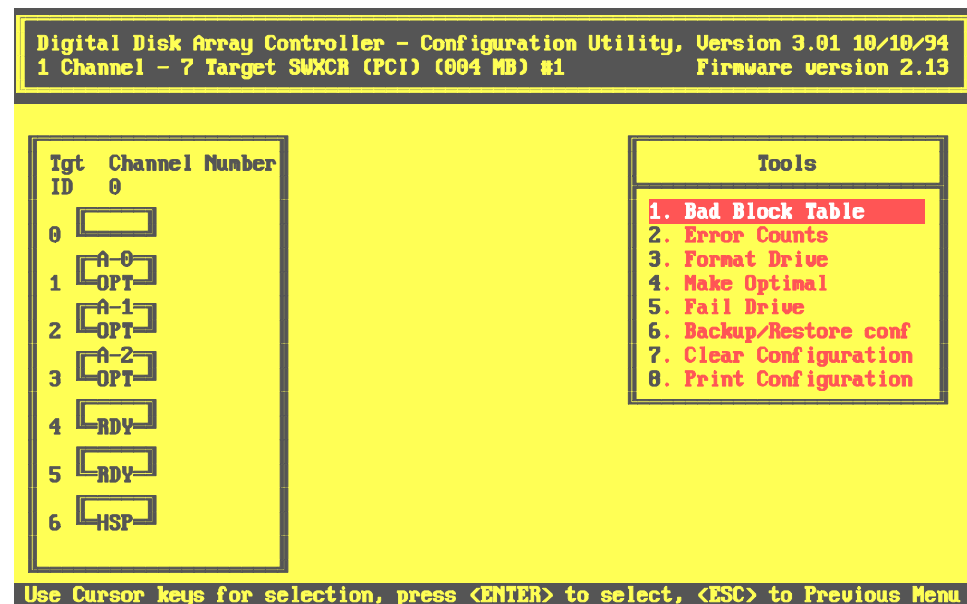 Digital Disk Array Controller - Configuration Utility, Version 3.01 10/10/94
1 Channel - 7 Target SWXCR (PCI) (004 MB) #1 Firmware version 2.13
Tgt Channel Number
ID 0
0
A-0
1 OPT
A-1
2 OPT
A-2
3 OPT
4 RDY
5 RDY
6 HSP
Tools
1. Bad Block Table
2. Error Counts
3. Format Drive
4. Make Optimal
5. Fail Drive
6. Backup/Restore conf
7. Clear Configuration
8. Print Configuration
Use Cursor keys for selection, press <ENTER> to select, <ESC> to Previous Menu